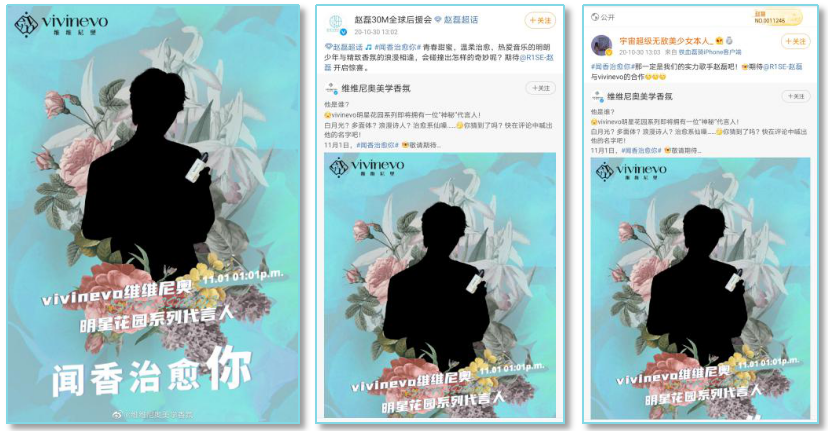 vivinevo
维维尼奥
11.01 01:01p.m.
vivinevo维维尼奥
明星花园系列代言人
闻香治愈你
@维维尼奥美学香氛
赵磊30M全球后援会 赵磊超话
20-10-30 13:02
+关注
赵磊超话 #闻香治愈你# 青春甜蜜、温柔治愈，热爱音乐的明朗
少年与精致香氛的浪漫相逢，会碰撞出怎样的奇妙呢？期待@R1SE-赵
磊 开启惊喜。
维维尼奥美学香氛
+关注
他是谁？
vivinevo明星花园系列即将拥有一位"神秘"代言人！
白月光？多面体？浪漫诗人？治愈系仙嗓......你猜到了吗？快在评论中喊出
他的名字吧！
11月1日，#闻香治愈你# 敬请期待...
vivinevo
维维尼奥
11.01 01:01p.m.
vivinevo维维尼奥
明星花园系列代言人
公开
NO.0011246
宇宙超级无敌美少女本人_
+关注
20-10-30 13:03 来自 铁血磊狼iPhone客户端
#闻香治愈你#那一定是我们的实力歌手赵磊吧！期待@R1SE-赵磊
与vivinevo的合作
维维尼奥美学香氛
+关注
他是谁？
vivinevo明星花园系列即将拥有一位"神秘"代言人！
白月光？多面体？浪漫诗人？治愈系仙嗓......你猜到了吗？快在评论中喊出
他的名字吧！
11月1日，#闻香治愈你# 敬请期待...
vivinevo
维维尼奥
11.01 01:01p.m.
vivinevo维维尼奥
明星花园系列代言人